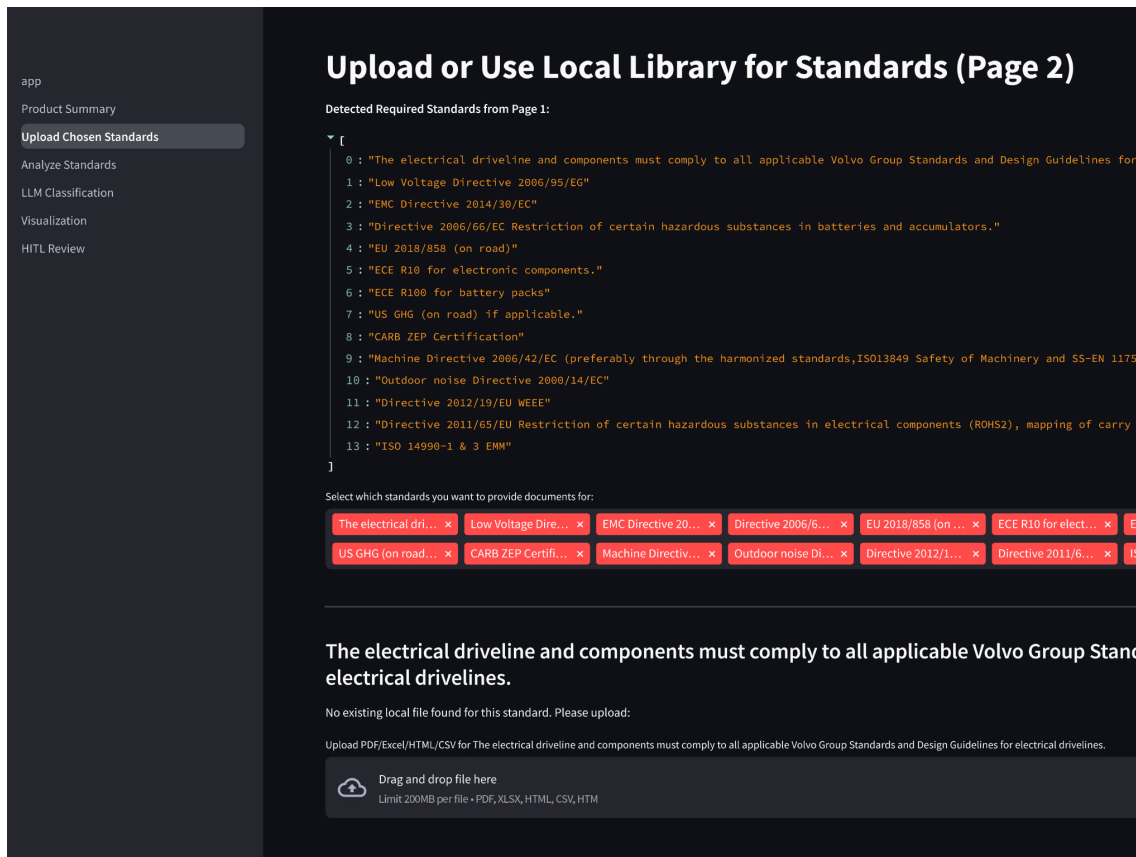 app
Product Summary
Upload Chosen Standards
Analyze Standards
LLM Classification
Visualization
HITL Review
Upload or Use Local Library for Standards (Page 2)
Detected Required Standards from Page 1:
[
0 : "The electrical driveline and components must comply to all applicable Volvo Group Standards and Design Guidelines for
1 : "Low Voltage Directive 2006/95/EG"
2 : "EMC Directive 2014/30/EC"
3 : "Directive 2006/66/EC Restriction of certain hazardous substances in batteries and accumulators."
4 : "EU 2018/858 (on road)"
5 : "ECE R10 for electronic components."
6 : "ECE R100 for battery packs"
7 : "US GHG (on road) if applicable."
8 : "CARB ZEP Certification"
9 : "Machine Directive 2006/42/EC (preferably through the harmonized standards,ISO13849 Safety of Machinery and SS-EN 1175
10 : "Outdoor noise Directive 2000/14/EC"
11 : "Directive 2012/19/EU WEEE"
12 : "Directive 2011/65/EU Restriction of certain hazardous substances in electrical components (ROHS2), mapping of carry
13 : "ISO 14990-1 & 3 EMM"
]
Select which standards you want to provide documents for:
The electrical dri... × Low Voltage Dire... × EMC Directive 20... × Directive 2006/6... × EU 2018/858 (on ... × ECE R10 for elect... × E
US GHG (on road... × CARB ZEP Certifi... × Machine Directiv... × Outdoor noise Di... × Directive 2012/1... × Directive 2011/6... × IS
The electrical driveline and components must comply to all applicable Volvo Group Stand
electrical drivelines.
No existing local file found for this standard. Please upload:
Upload PDF/Excel/HTML/CSV for The electrical driveline and components must comply to all applicable Volvo Group Standards and Design Guidelines for electrical drivelines.
Drag and drop file here
Limit 200MB per file • PDF, XLSX, HTML, CSV, HTM